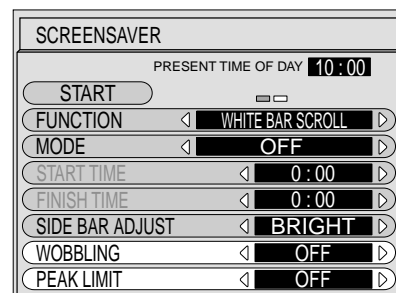 SCREENSAVER
PRESENT TIME OF DAY 10 : 00
START
FUNCTION WHITE BAR SCROLL
MODE OFF
START TIME 0 : 00
FINISH TIME 0 : 00
SIDE BAR ADJUST BRIGHT
WOBBLING OFF
PEAK LIMIT OFF